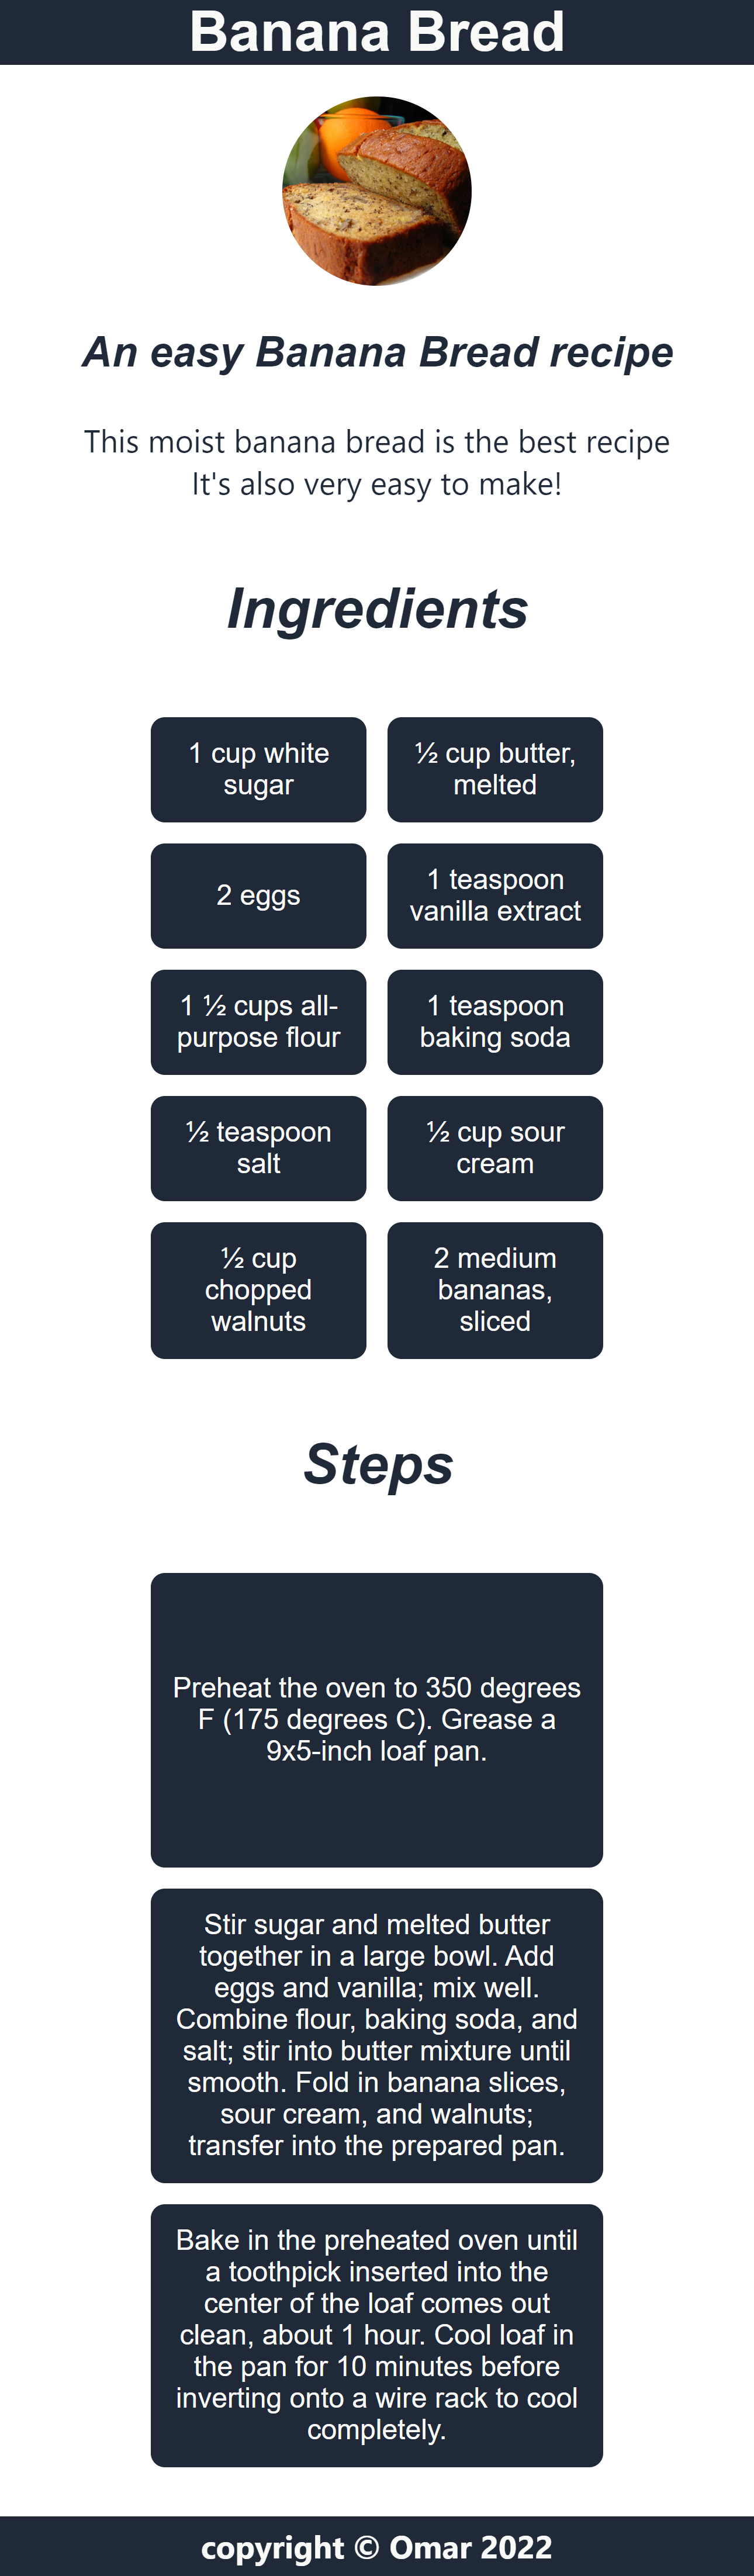 Banana Bread
An easy Banana Bread recipe
This moist banana bread is the best recipe
It's also very easy to make!
Ingredients
1 cup white
sugar
½ cup butter,
melted
2 eggs
1 teaspoon
vanilla extract
1 ½ cups all-
purpose flour
1 teaspoon
baking soda
½ teaspoon
salt
½ cup sour
cream
½ cup
chopped
walnuts
2 medium
bananas,
sliced
Steps
Preheat the oven to 350 degrees
F (175 degrees C). Grease a
9x5-inch loaf pan.
Stir sugar and melted butter
together in a large bowl. Add
eggs and vanilla; mix well.
Combine flour, baking soda, and
salt; stir into butter mixture until
smooth. Fold in banana slices,
sour cream, and walnuts;
transfer into the prepared pan.
Bake in the preheated oven until
a toothpick inserted into the
center of the loaf comes out
clean, about 1 hour. Cool loaf in
the pan for 10 minutes before
inverting onto a wire rack to cool
completely.
copyright © Omar 2022